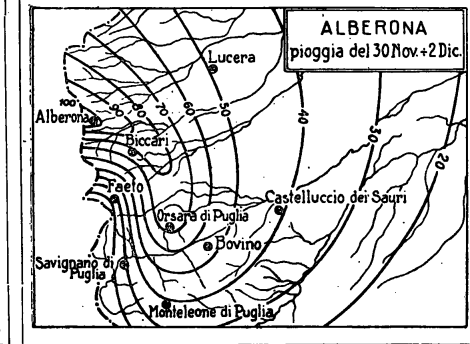 ALBERONA
pioggia del 30 Nov.÷2 Dic.
Lucera
100
90
80
70
60
50
40
30
20
Alberona
Biccari
Faeto
Castelluccio dei Sauri
Orsara di Puglia
Bovino
Savignano di
Puglia
Monteleone di Puglia